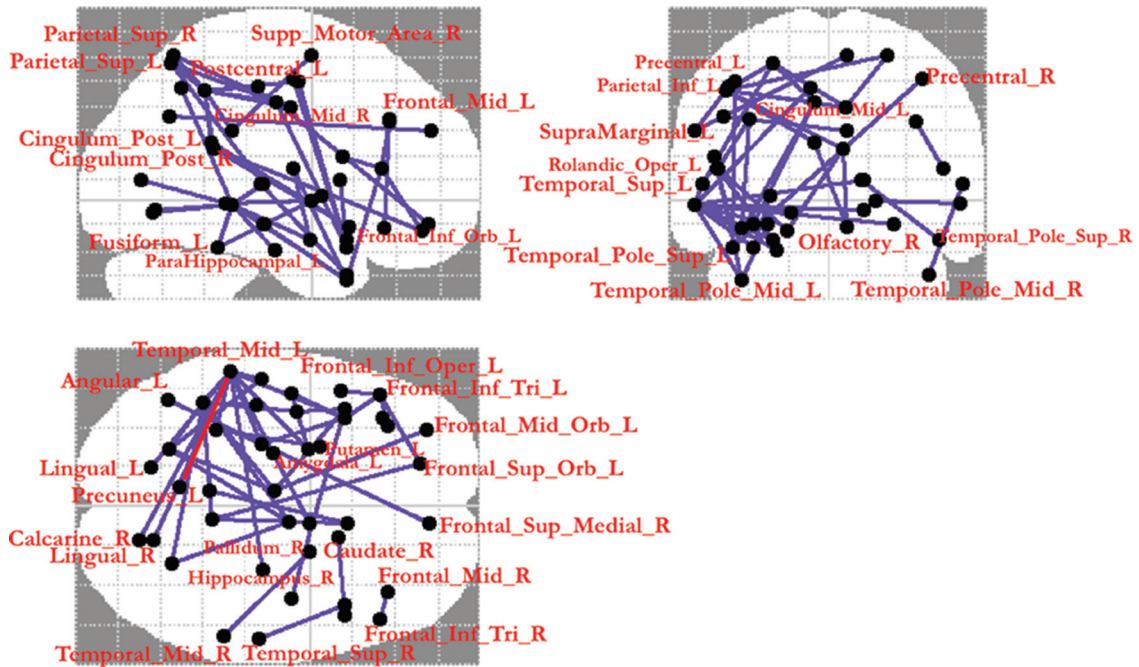 Parietal_Sup_R
Supp_Motor_Area_R
Parietal_Sup_L
Postcentral_L
Frontal_Mid_L
Cingulum_Mid_R
Cingulum_Post_L
Cingulum_Post_R
Fusiform_L
Frontal_Inf_Orb_L
ParaHippocampal_L
Precentral_L
Precentral_R
Parietal_Inf_L
Cingulum_Mid_L
SupraMarginal_L
Rolandic_Oper_L
Temporal_Sup_L
Olfactory_R
Temporal_Pole_Sup_R
Temporal_Pole_Sup_L
Temporal_Pole_Mid_L
Temporal_Pole_Mid_R
Temporal_Mid_L
Frontal_Inf_Oper_L
Angular_L
Frontal_Inf_Tri_L
Frontal_Mid_Orb_L
Putamen_L
Lingual_L
Amygdala_L
Frontal_Sup_Orb_L
Precuneus_L
Frontal_Sup_Medial_R
Calcarine_R
Lingual_R
Pallidum_R
Caudate_R
Hippocampus_R
Frontal_Mid_R
Frontal_Inf_Tri_R
Temporal_Mid_R
Temporal_Sup_R